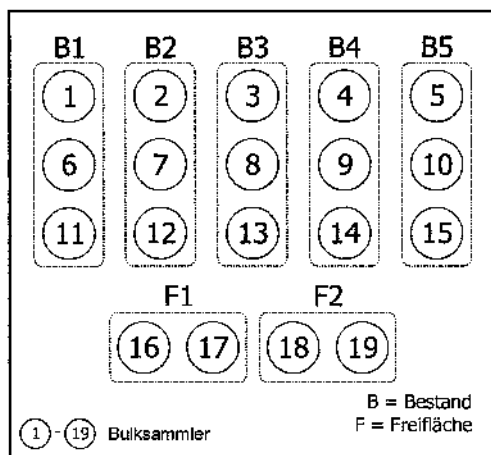 B1 B2 B3 B4 B5
1 2 3 4 5
6 7 8 9 10
11 12 13 14 15
F1 F2
16 17 18 19
B = Bestand
F = Freifläche
1 - 19 Bulksammler